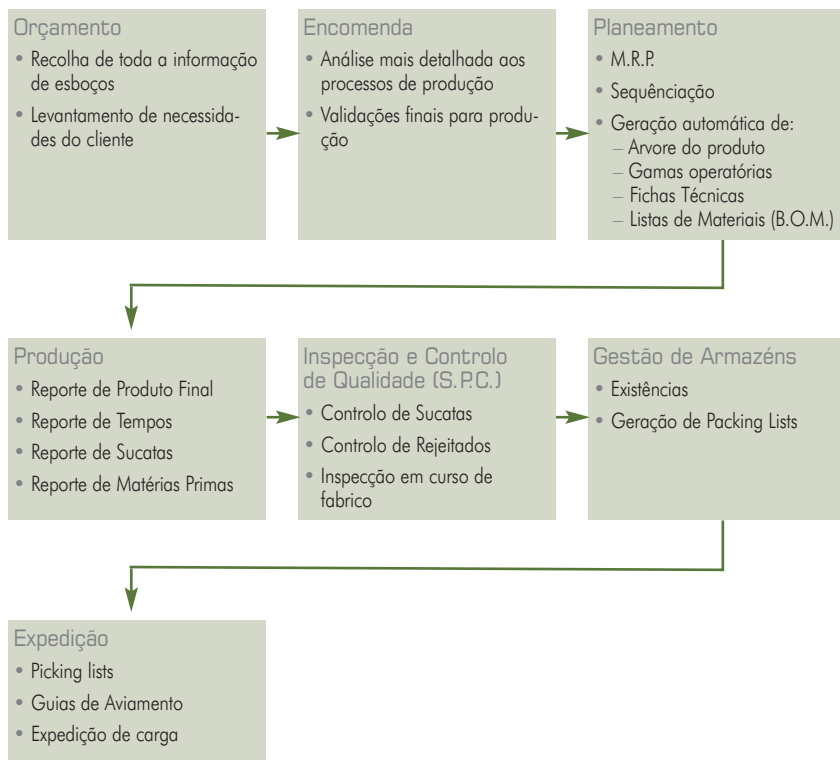 Orçamento
• Recolha de toda a informação
de esboços
• Levantamento de necessida-
des do cliente
Encomenda
• Análise mais detalhada aos
processos de produção
• Validações finais para produ-
ção
Planeamento
• M.R.P.
• Sequênciação
• Geração automática de:
– Arvore do produto
– Gamas operatórias
– Fichas Técnicas
– Listas de Materiais (B.O.M.)
Produção
• Reporte de Produto Final
• Reporte de Tempos
• Reporte de Sucatas
• Reporte de Matérias Primas
Inspecção e Controlo
de Qualidade (S.P.C.)
• Controlo de Sucatas
• Controlo de Rejeitados
• Inspecção em curso de
fabrico
Gestão de Armazéns
• Existências
• Geração de Packing Lists
Expedição
• Picking lists
• Guias de Aviamento
• Expedição de carga